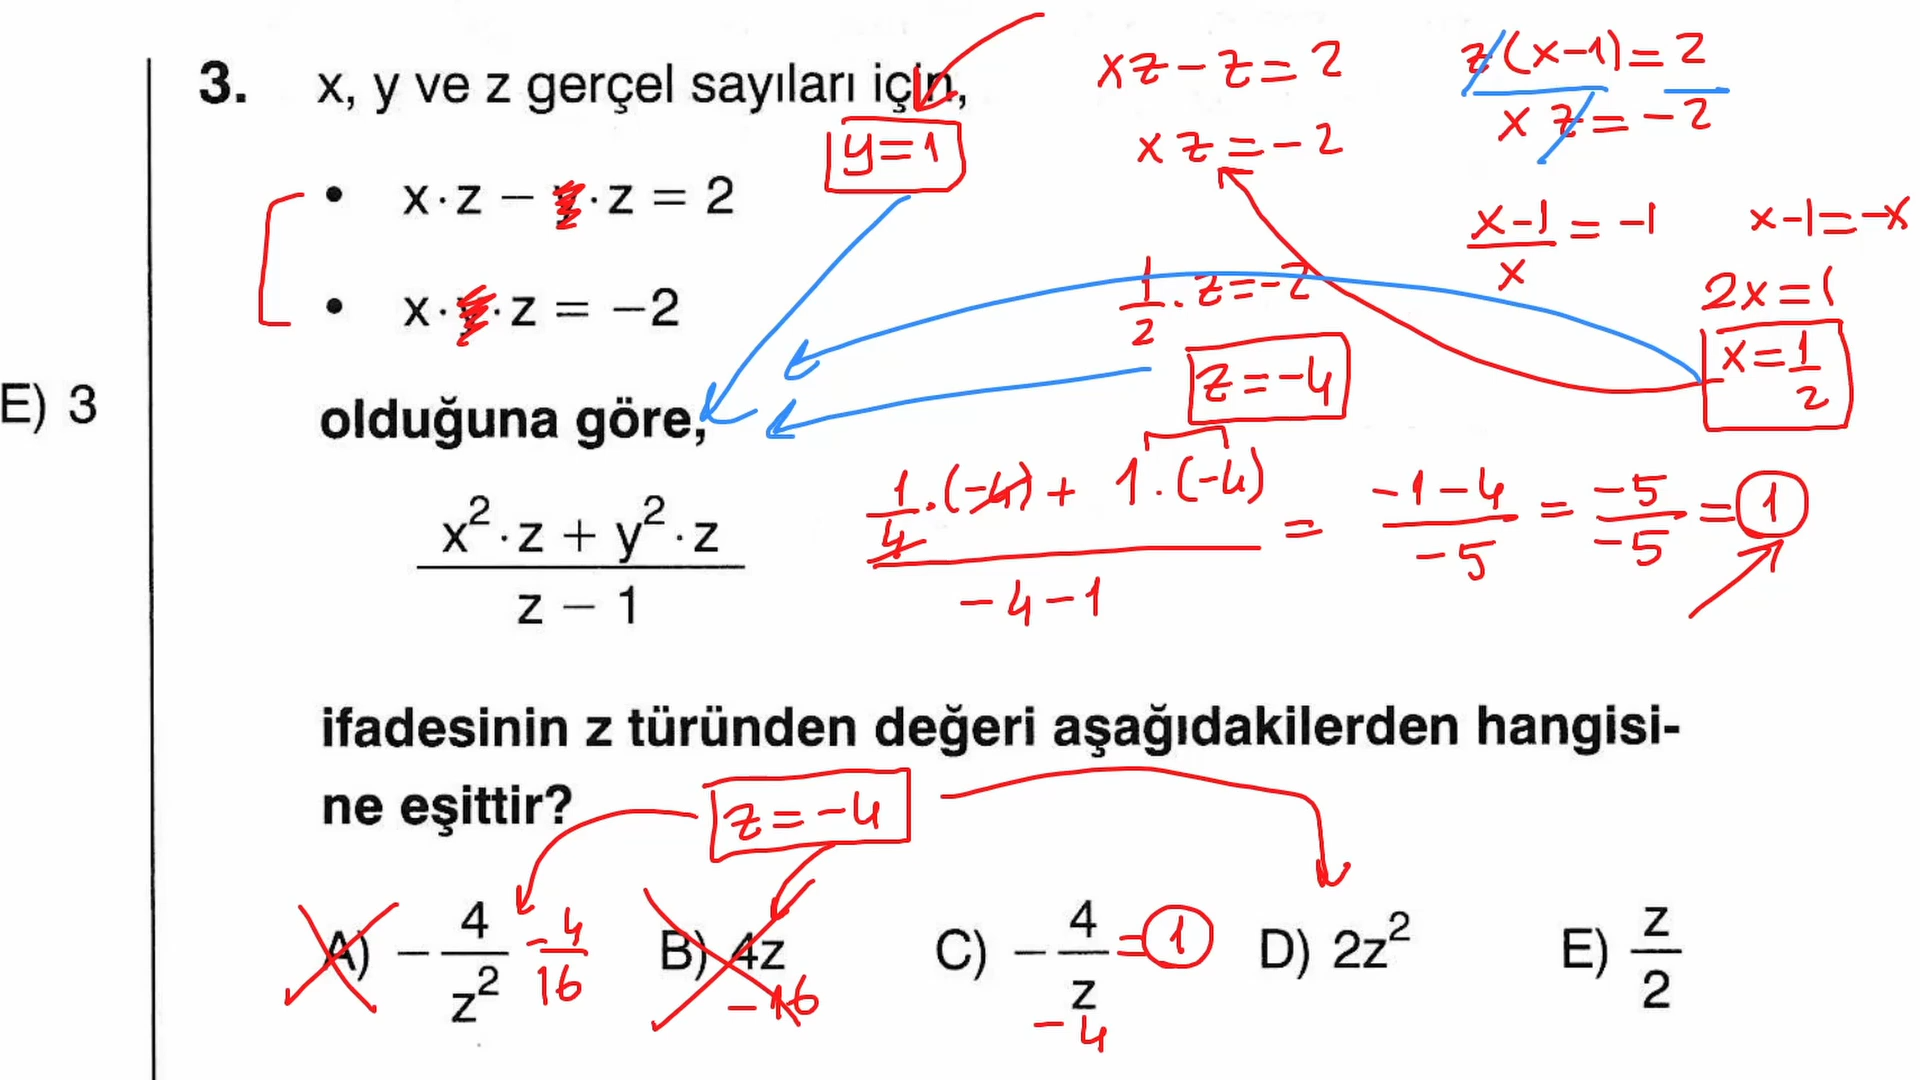 3. x, y ve z gerçel sayıları için,
y=1
xz-z=2
z(x-1)=2
xz=-2
xz=-2
• x·z − ·z = 2
x-1/x=-1
x-1=-x
• x· ·z = −2
1/2.z=-2
2x=1
x=1/2
z=-4
E) 3
olduğuna göre,
x²·z + y²·z
z − 1
1/4.(-4)+1.(-4)
-4-1
= -1-4/-5 = -5/-5 = 1
ifadesinin z türünden değeri aşağıdakilerden hangisi-
ne eşittir?
z=-4
A) −4/z² -4/16
B) 4z -16
C) −4/z =1 -4
D) 2z²
E) z/2